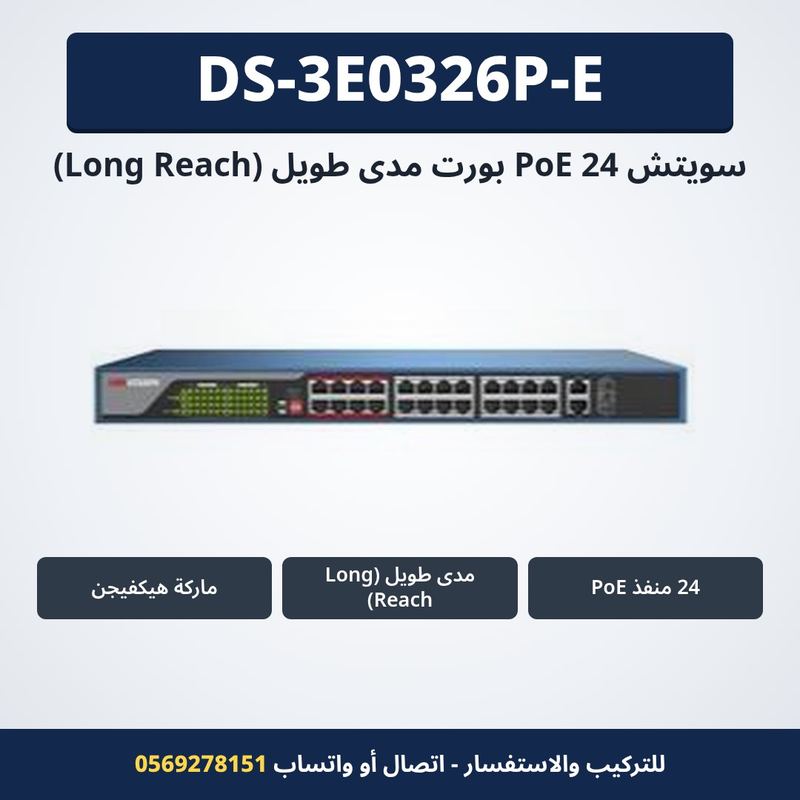 DS-3E0326P-E
سويتش PoE 24 بورت مدى طويل (Long Reach)
HIKVISION
24 منفذ PoE
مدى طويل (Long
Reach)
ماركة هيكفيجن
للتركيب والاستفسار - اتصال أو واتساب 0569278151